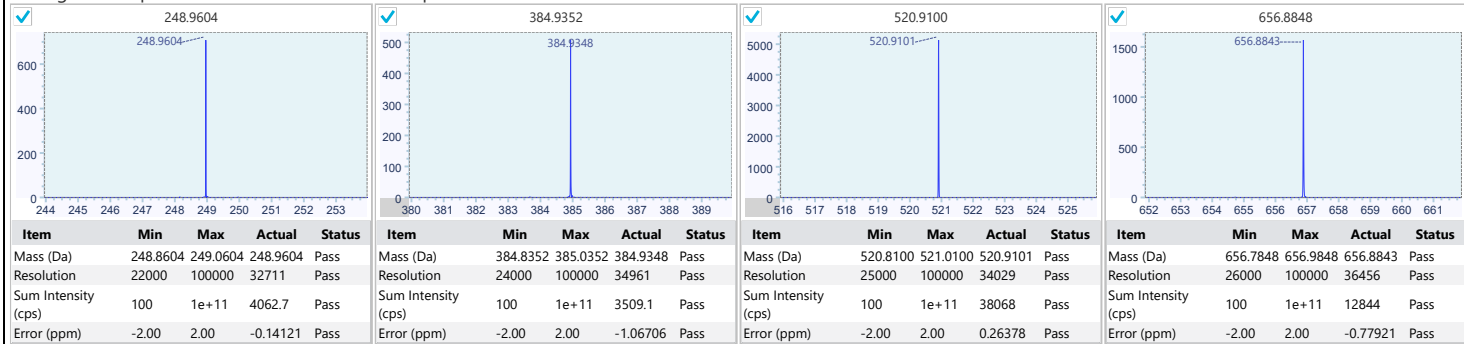 248.9604
248.9604
600
400
200
0
244 245 246 247 248 249 250 251 252 253
Item Min Max Actual Status
Mass (Da) 248.8604 249.0604 248.9604 Pass
Resolution 22000 100000 32711 Pass
Sum Intensity
(cps) 100 1e+11 4062.7 Pass
Error (ppm) -2.00 2.00 -0.14121 Pass
384.9352
384.9348
500
400
300
200
100
0
380 381 382 383 384 385 386 387 388 389
Item Min Max Actual Status
Mass (Da) 384.8352 385.0352 384.9348 Pass
Resolution 24000 100000 34961 Pass
Sum Intensity
(cps) 100 1e+11 3509.1 Pass
Error (ppm) -2.00 2.00 -1.06706 Pass
520.9100
520.9101
5000
4000
3000
2000
1000
0
516 517 518 519 520 521 522 523 524 525
Item Min Max Actual Status
Mass (Da) 520.8100 521.0100 520.9101 Pass
Resolution 25000 100000 34029 Pass
Sum Intensity
(cps) 100 1e+11 38068 Pass
Error (ppm) -2.00 2.00 0.26378 Pass
656.8848
656.8843
1500
1000
500
0
652 653 654 655 656 657 658 659 660 661
Item Min Max Actual Status
Mass (Da) 656.7848 656.9848 656.8843 Pass
Resolution 26000 100000 36456 Pass
Sum Intensity
(cps) 100 1e+11 12844 Pass
Error (ppm) -2.00 2.00 -0.77921 Pass